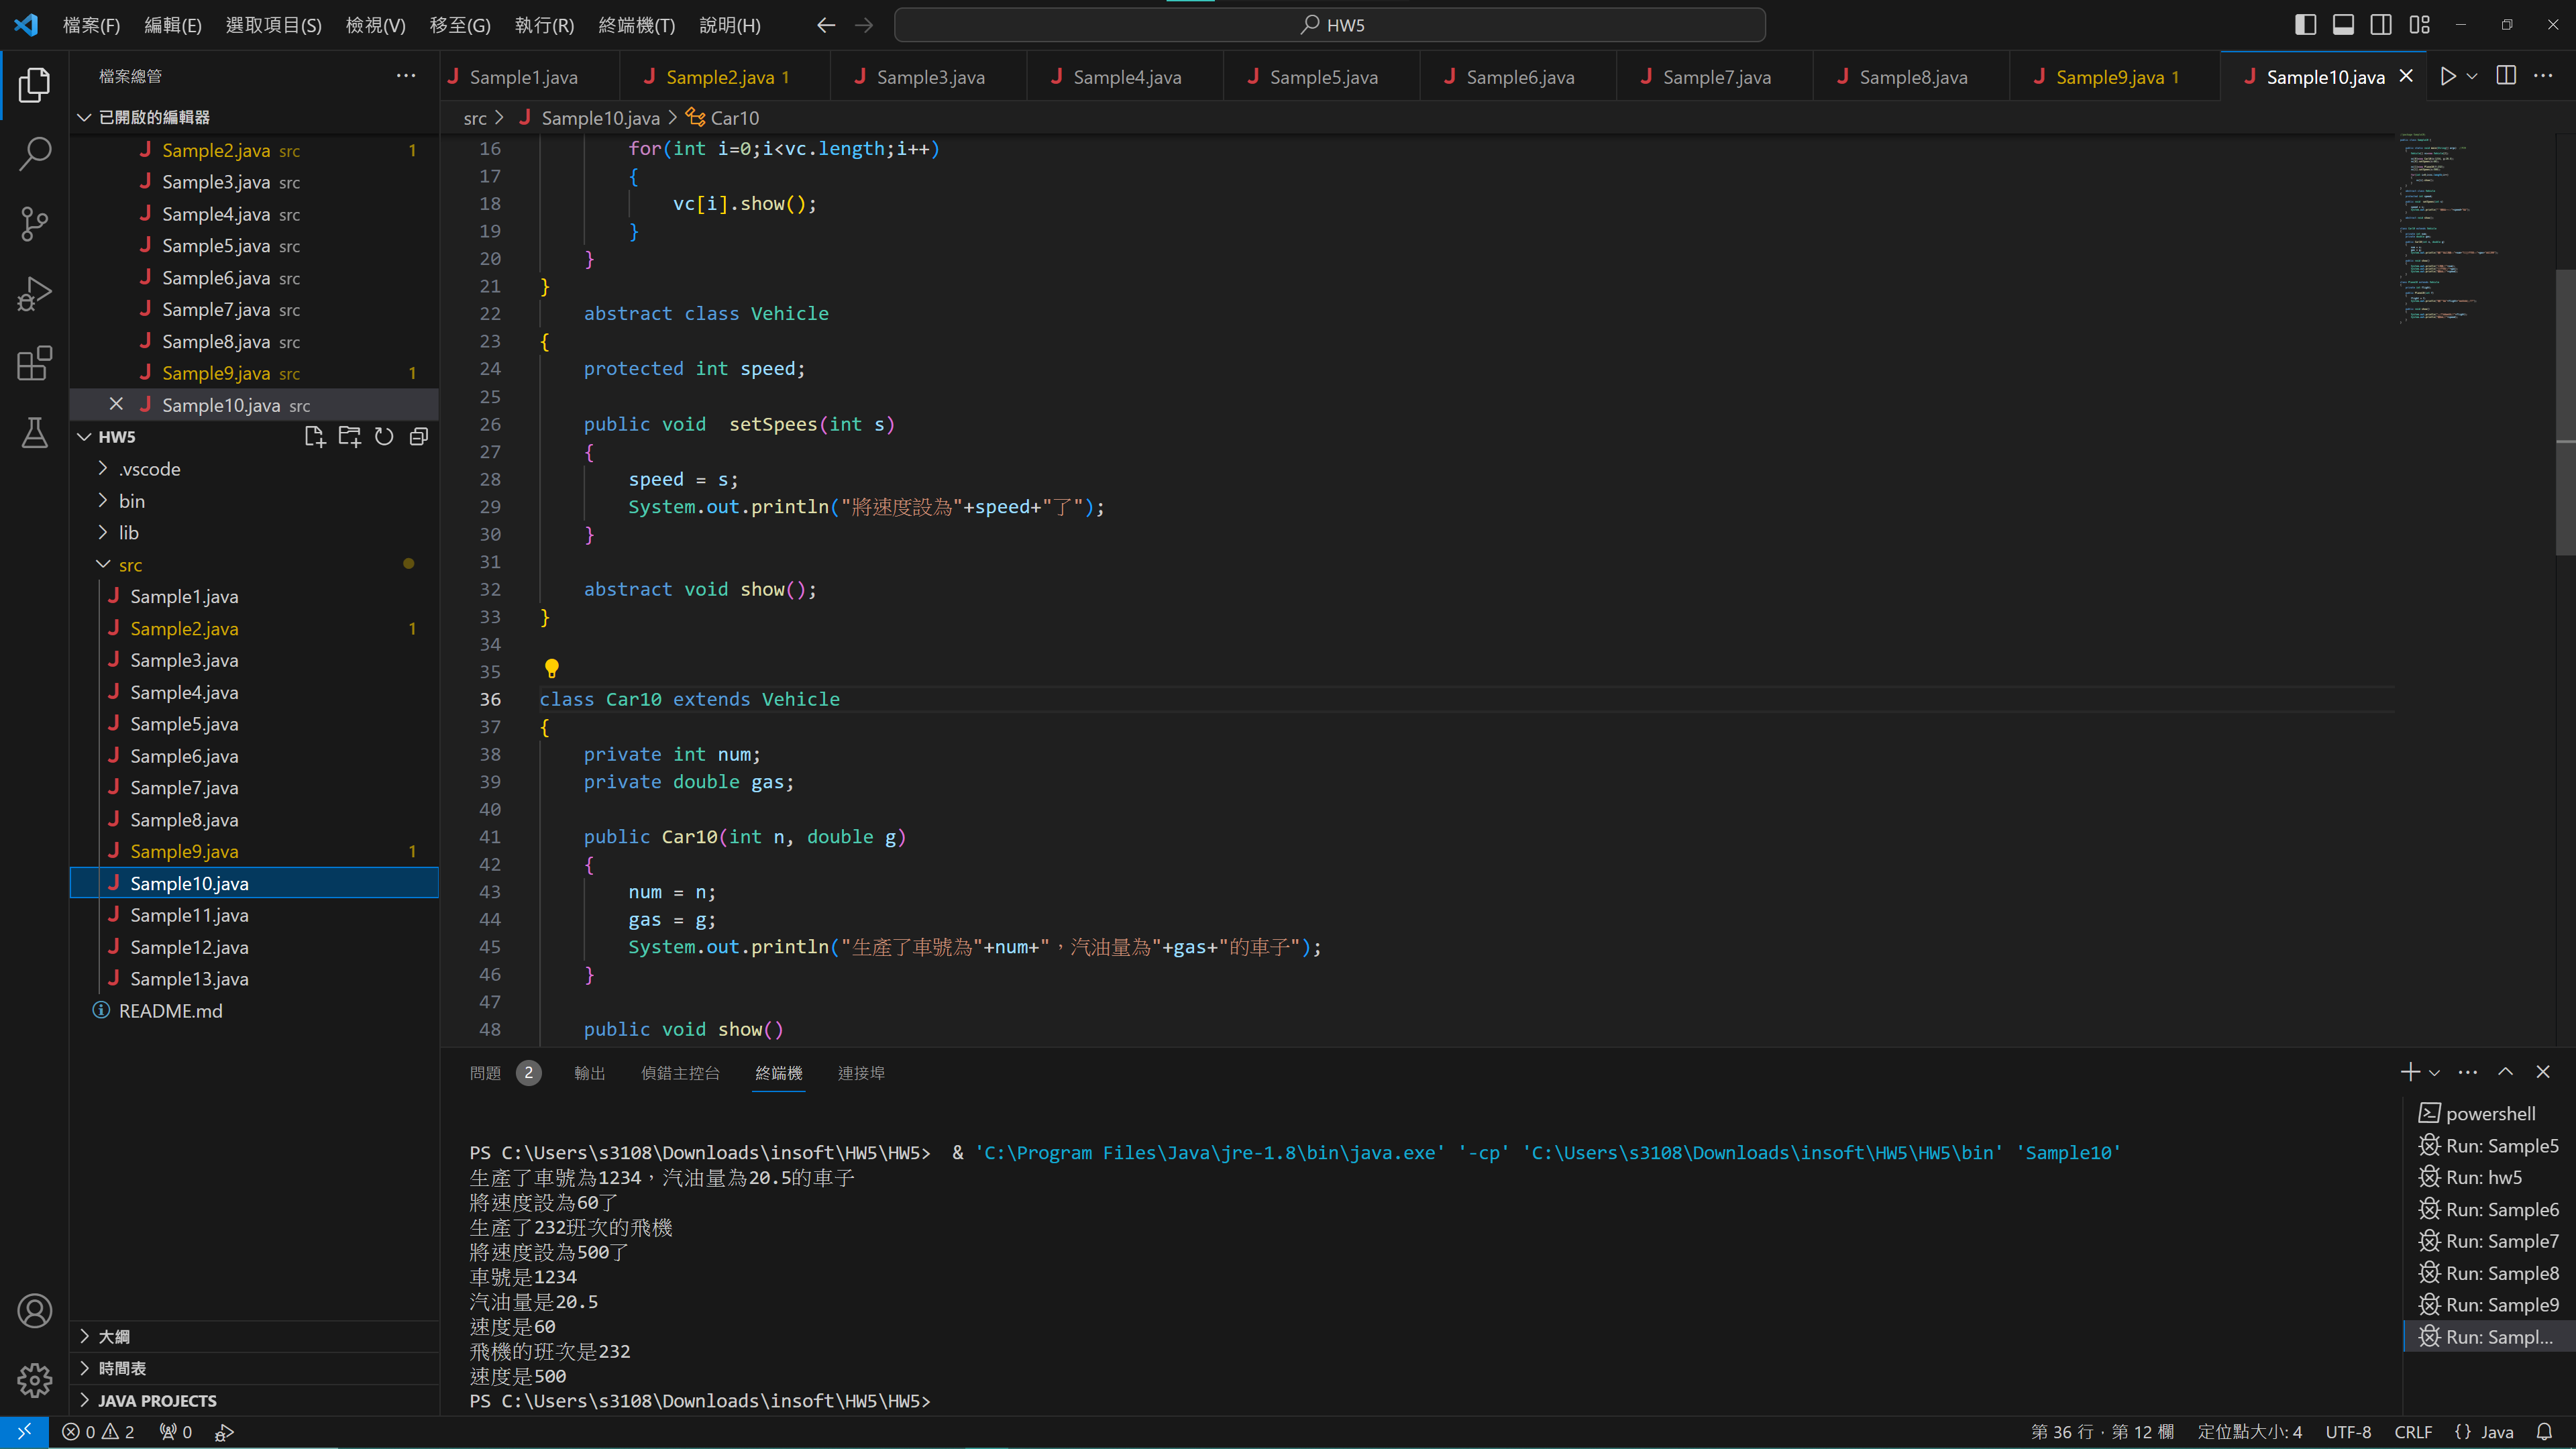 檔案(F) 編輯(E) 選取項目(S) 檢視(V) 移至(G) 執行(R) 終端機(T) 說明(H)
HW5
檔案總管
已開啟的編輯器
Sample2.java src 1
Sample3.java src
Sample4.java src
Sample5.java src
Sample6.java src
Sample7.java src
Sample8.java src
Sample9.java src 1
Sample10.java src
HW5
.vscode
bin
lib
src
Sample1.java
Sample2.java 1
Sample3.java
Sample4.java
Sample5.java
Sample6.java
Sample7.java
Sample8.java
Sample9.java 1
Sample10.java
Sample11.java
Sample12.java
Sample13.java
README.md
大綱
時間表
JAVA PROJECTS
Sample1.java Sample2.java 1 Sample3.java Sample4.java Sample5.java Sample6.java Sample7.java Sample8.java Sample9.java 1 Sample10.java
src > Sample10.java > Car10
16 for(int i=0;i<vc.length;i++)
17 {
18 vc[i].show();
19 }
20 }
21 }
22 abstract class Vehicle
23 {
24 protected int speed;
25
26 public void  setSpees(int s)
27 {
28 speed = s;
29 System.out.println("將速度設為"+speed+"了");
30 }
31
32 abstract void show();
33 }
34
35
36 class Car10 extends Vehicle
37 {
38 private int num;
39 private double gas;
40
41 public Car10(int n, double g)
42 {
43 num = n;
44 gas = g;
45 System.out.println("生產了車號為"+num+"，汽油量為"+gas+"的車子");
46 }
47
48 public void show()
問題 2 輸出 偵錯主控台 終端機 連接埠
PS C:\Users\s3108\Downloads\insoft\HW5\HW5>  & 'C:\Program Files\Java\jre-1.8\bin\java.exe' '-cp' 'C:\Users\s3108\Downloads\insoft\HW5\HW5\bin' 'Sample10'
生產了車號為1234，汽油量為20.5的車子
將速度設為60了
生產了232班次的飛機
將速度設為500了
車號是1234
汽油量是20.5
速度是60
飛機的班次是232
速度是500
PS C:\Users\s3108\Downloads\insoft\HW5\HW5>
powershell
Run: Sample5
Run: hw5
Run: Sample6
Run: Sample7
Run: Sample8
Run: Sample9
Run: Sampl...
0 2 0 第 36 行，第 12 欄 定位點大小: 4 UTF-8 CRLF {} Java